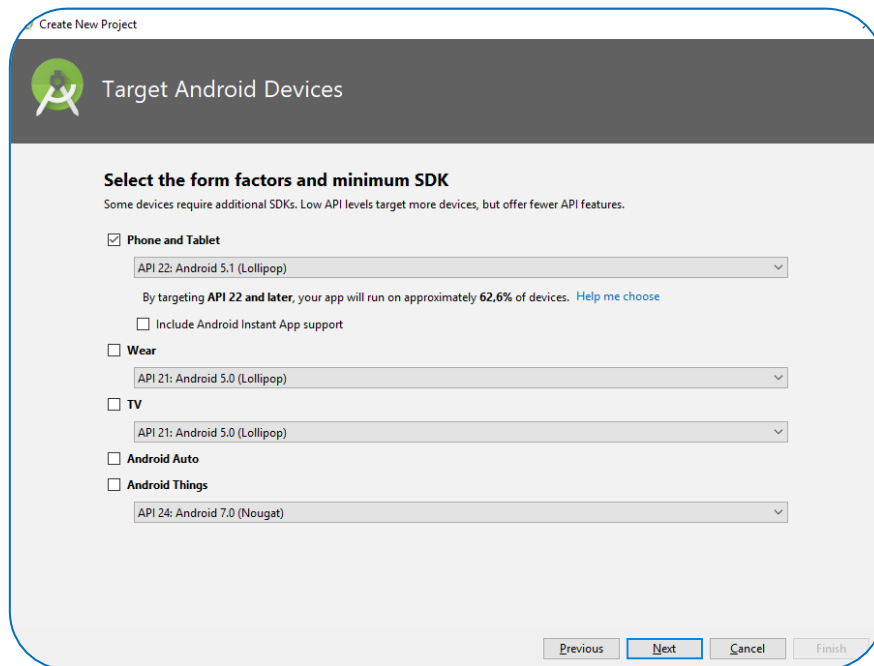 Create New Project
Target Android Devices
Select the form factors and minimum SDK
Some devices require additional SDKs. Low API levels target more devices, but offer fewer API features.
Phone and Tablet
API 22: Android 5.1 (Lollipop)
By targeting API 22 and later, your app will run on approximately 62,6% of devices. Help me choose
Include Android Instant App support
Wear
API 21: Android 5.0 (Lollipop)
TV
API 21: Android 5.0 (Lollipop)
Android Auto
Android Things
API 24: Android 7.0 (Nougat)
Previous Next Cancel Finish